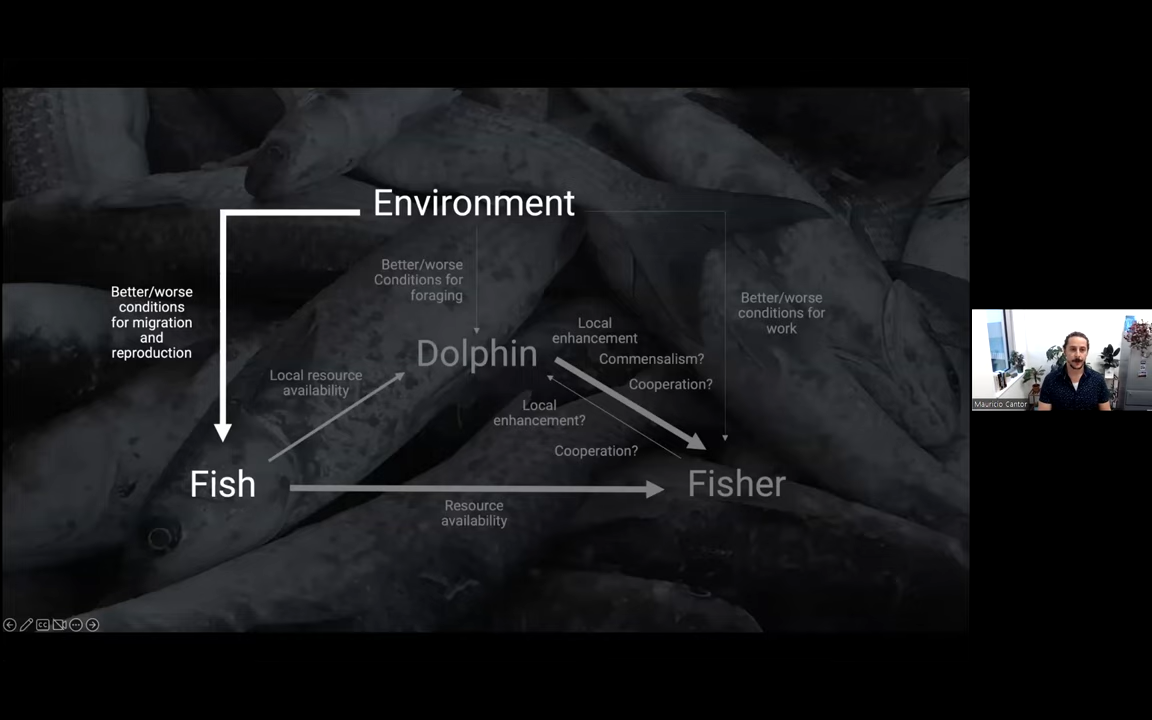 Environment
Better/worse
Conditions for
foraging
Better/worse
conditions
for migration
and
reproduction
Better/worse
conditions for
work
Local
enhancement
Commensalism?
Cooperation?
Dolphin
Local resource
availability
Local
enhancement?
Cooperation?
Fish
Fisher
Resource
availability
Mauricio Cantor
CC